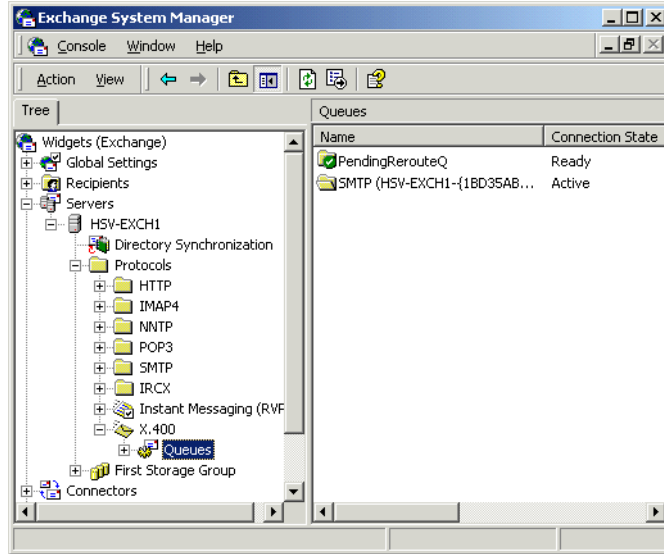 Exchange System Manager
Console Window Help
Action View
Tree
Queues
Name Connection State
Widgets (Exchange)
Global Settings
Recipients
Servers
HSV-EXCH1
Directory Synchronization
Protocols
HTTP
IMAP4
NNTP
POP3
SMTP
IRCX
Instant Messaging (RVP
X.400
Queues
First Storage Group
Connectors
PendingRerouteQ Ready
SMTP (HSV-EXCH1-{1BD35AB... Active